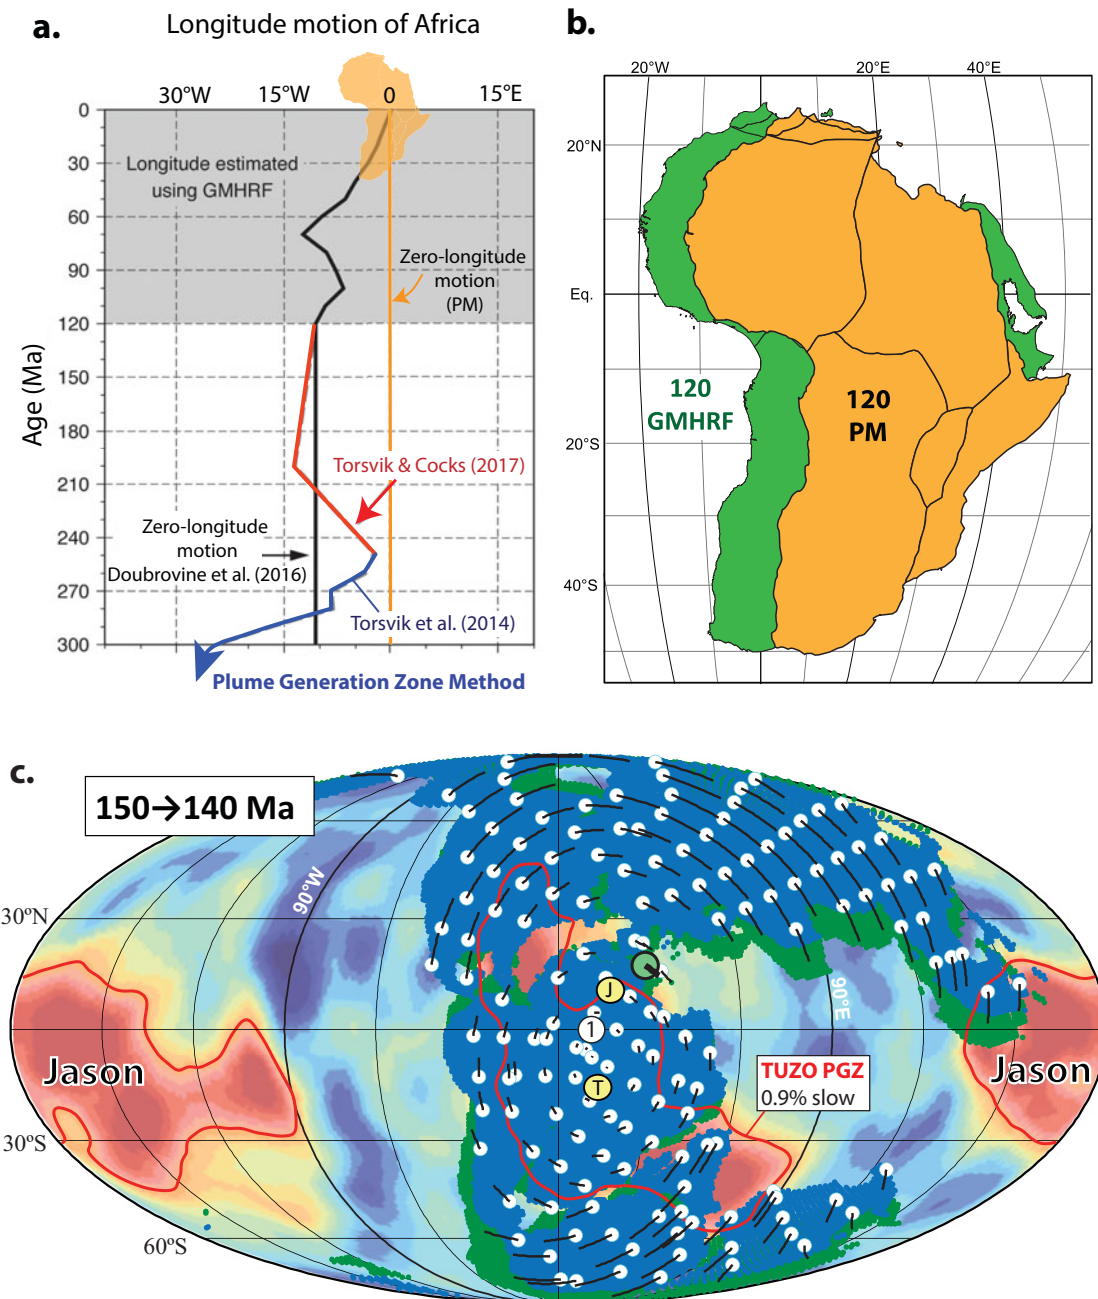 a.
Longitude motion of Africa
30°W 15°W 0 15°E
0
30
60
90
120
150
180
210
240
270
300
Age (Ma)
Longitude estimated
using GMHRF
Zero-longitude
motion
(PM)
Torsvik & Cocks (2017)
Zero-longitude
motion
Doubrovine et al. (2016)
Torsvik et al. (2014)
Plume Generation Zone Method
b.
20°W 20°E 40°E
20°N
Eq.
20°S
40°S
120
GMHRF
120
PM
c.
150→140 Ma
90°W
30°N
90°E
J
1
T
Jason
Jason
TUZO PGZ
0.9% slow
30°S
60°S